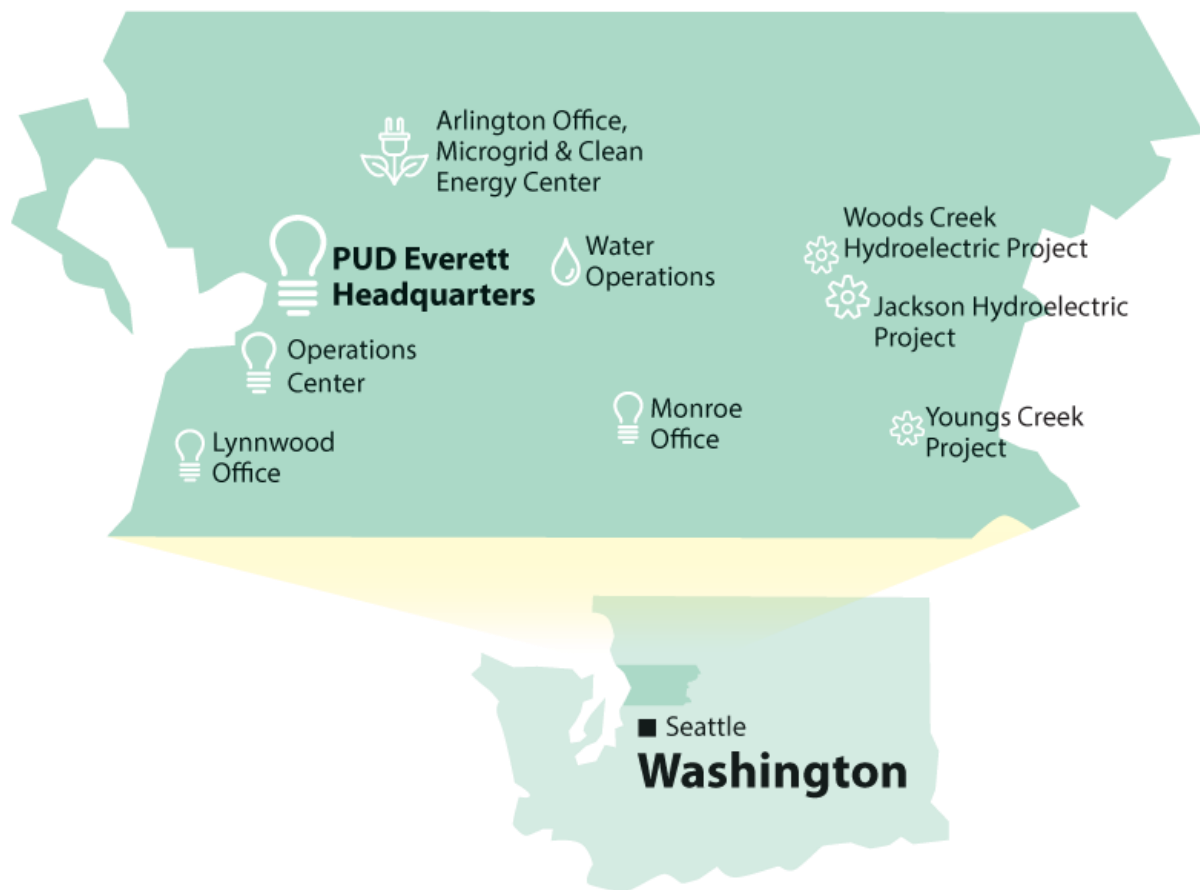 Arlington Office,
Microgrid & Clean
Energy Center
Woods Creek
Hydroelectric Project
PUD Everett
Headquarters
Water
Operations
Jackson Hydroelectric
Project
Operations
Center
Monroe
Office
Youngs Creek
Project
Lynnwood
Office
Seattle
Washington